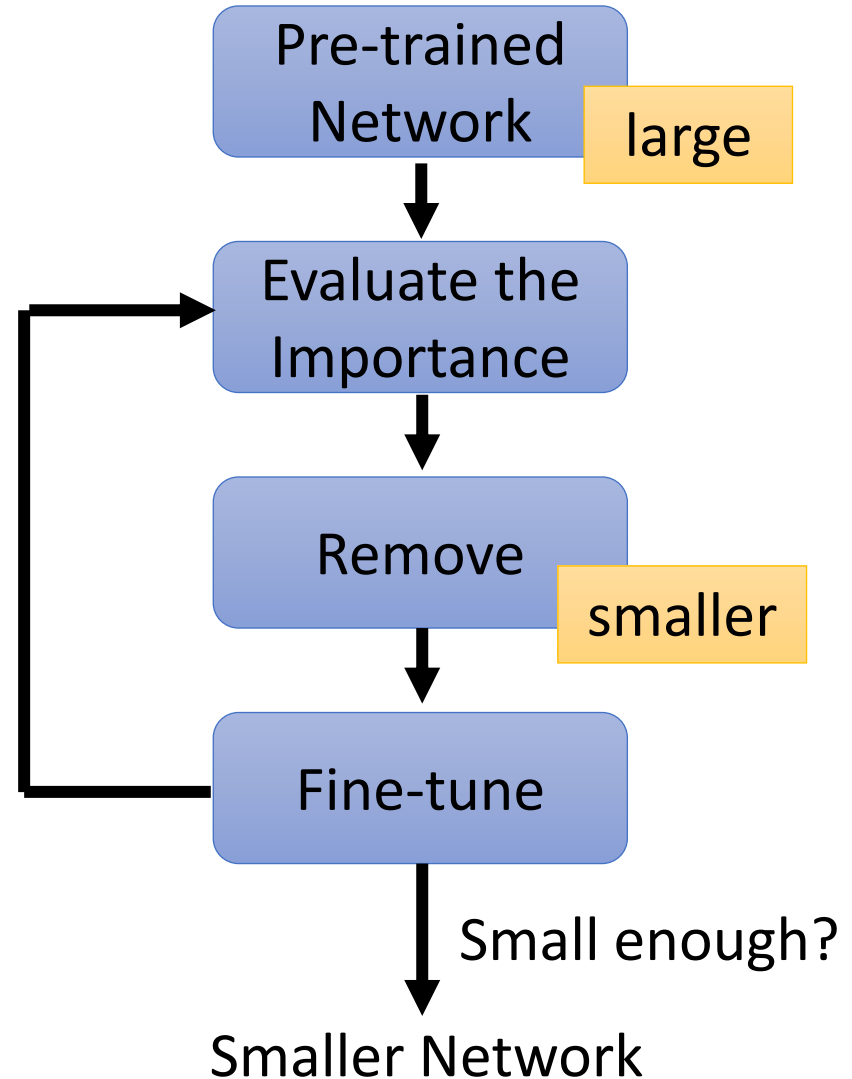 Pre-trained
Network
large
Evaluate the
Importance
Remove
smaller
Fine-tune
Small enough?
Smaller Network